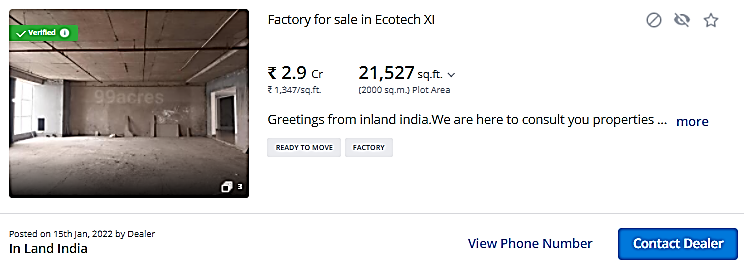 Verified
99acres
3
Factory for sale in Ecotech XI
₹ 2.9 Cr
₹ 1,347/sq.ft.
21,527 sq.ft.
(2000 sq.m.) Plot Area
Greetings from inland india.We are here to consult you properties ... more
READY TO MOVE
FACTORY
Posted on 15th Jan, 2022 by Dealer
In Land India
View Phone Number
Contact Dealer